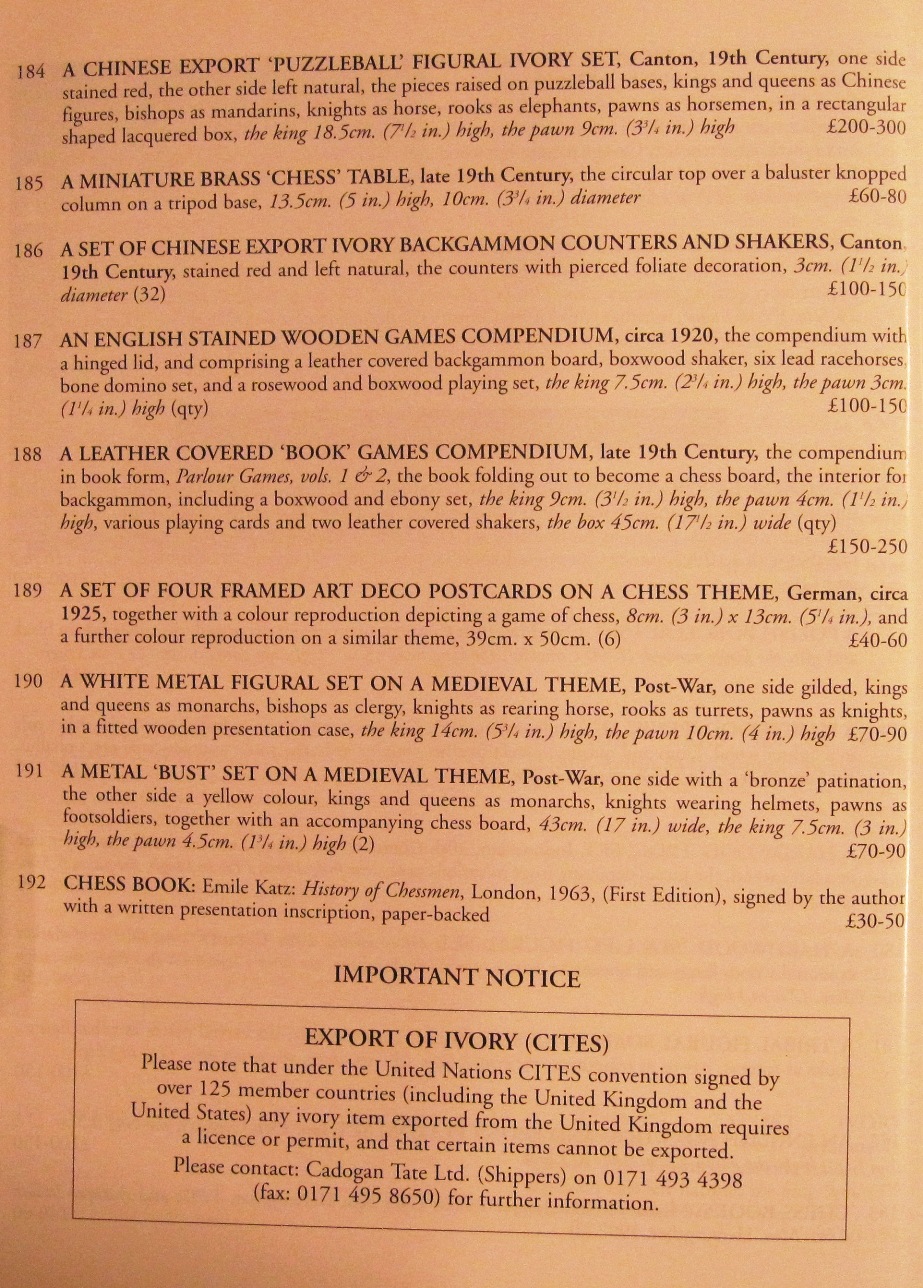 184 A CHINESE EXPORT ‘PUZZLEBALL’ FIGURAL IVORY SET, Canton, 19th Century, one side
stained red, the other side left natural, the pieces raised on puzzleball bases, kings and queens as Chinese
figures, bishops as mandarins, knights as horse, rooks as elephants, pawns as horsemen, in a rectangular
shaped lacquered box, the king 18.5cm. (7 1/2 in.) high, the pawn 9cm. (3 3/4 in.) high £200-300
185 A MINIATURE BRASS ‘CHESS’ TABLE, late 19th Century, the circular top over a baluster knopped
column on a tripod base, 13.5cm. (5 in.) high, 10cm. (3 3/4 in.) diameter £60-80
186 A SET OF CHINESE EXPORT IVORY BACKGAMMON COUNTERS AND SHAKERS, Canton,
19th Century, stained red and left natural, the counters with pierced foliate decoration, 3cm. (1 1/2 in.)
diameter (32) £100-150
187 AN ENGLISH STAINED WOODEN GAMES COMPENDIUM, circa 1920, the compendium with
a hinged lid, and comprising a leather covered backgammon board, boxwood shaker, six lead racehorses,
bone domino set, and a rosewood and boxwood playing set, the king 7.5cm. (2 3/4 in.) high, the pawn 3cm.
(1 1/4 in.) high (qty) £100-150
188 A LEATHER COVERED ‘BOOK’ GAMES COMPENDIUM, late 19th Century, the compendium
in book form, Parlour Games, vols. 1 & 2, the book folding out to become a chess board, the interior for
backgammon, including a boxwood and ebony set, the king 9cm. (3 1/2 in.) high, the pawn 4cm. (1 1/2 in.)
high, various playing cards and two leather covered shakers, the box 45cm. (17 1/2 in.) wide (qty)
£150-250
189 A SET OF FOUR FRAMED ART DECO POSTCARDS ON A CHESS THEME, German, circa
1925, together with a colour reproduction depicting a game of chess, 8cm. (3 in.) x 13cm. (5 1/4 in.), and
a further colour reproduction on a similar theme, 39cm. x 50cm. (6) £40-60
190 A WHITE METAL FIGURAL SET ON A MEDIEVAL THEME, Post-War, one side gilded, kings
and queens as monarchs, bishops as clergy, knights as rearing horse, rooks as turrets, pawns as knights,
in a fitted wooden presentation case, the king 14cm. (5 3/4 in.) high, the pawn 10cm. (4 in.) high £70-90
191 A METAL ‘BUST’ SET ON A MEDIEVAL THEME, Post-War, one side with a ‘bronze’ patination,
the other side a yellow colour, kings and queens as monarchs, knights wearing helmets, pawns as
footsoldiers, together with an accompanying chess board, 43cm. (17 in.) wide, the king 7.5cm. (3 in.)
high, the pawn 4.5cm. (1 3/4 in.) high (2) £70-90
192 CHESS BOOK: Emile Katz: History of Chessmen, London, 1963, (First Edition), signed by the author
with a written presentation inscription, paper-backed £30-50
IMPORTANT NOTICE
EXPORT OF IVORY (CITES)
Please note that under the United Nations CITES convention signed by
over 125 member countries (including the United Kingdom and the
United States) any ivory item exported from the United Kingdom requires
a licence or permit, and that certain items cannot be exported.
Please contact: Cadogan Tate Ltd. (Shippers) on 0171 493 4398
(fax: 0171 495 8650) for further information.